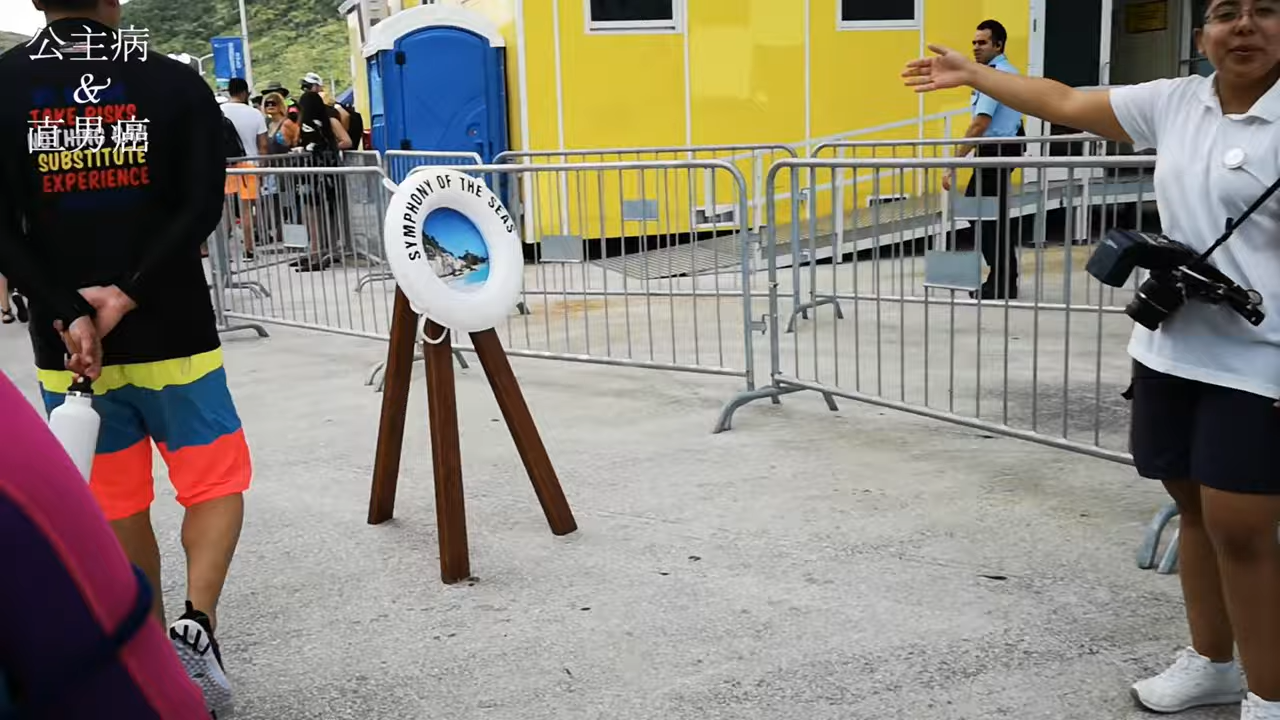 公主病
&
直男癌
TAKE RISKS
SUBSTITUTE
EXPERIENCE
SYMPHONY OF THE SEAS